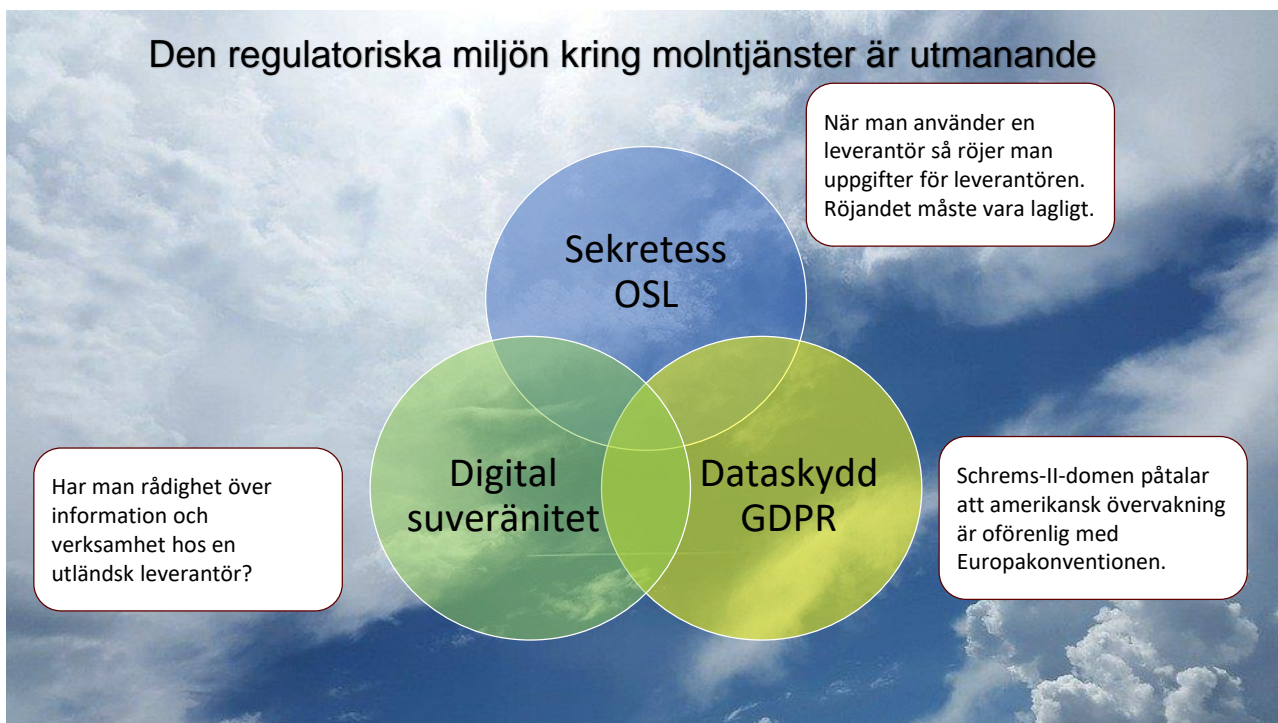 Den regulatoriska miljön kring molntjänster är utmanande
När man använder en
leverantör så röjer man
uppgifter för leverantören.
Röjandet måste vara lagligt.
Sekretess
OSL
Digital
suveränitet
Dataskydd
GDPR
Har man rådighet över
information och
verksamhet hos en
utländsk leverantör?
Schrems-II-domen påtalar
att amerikansk övervakning
är oförenlig med
Europakonventionen.